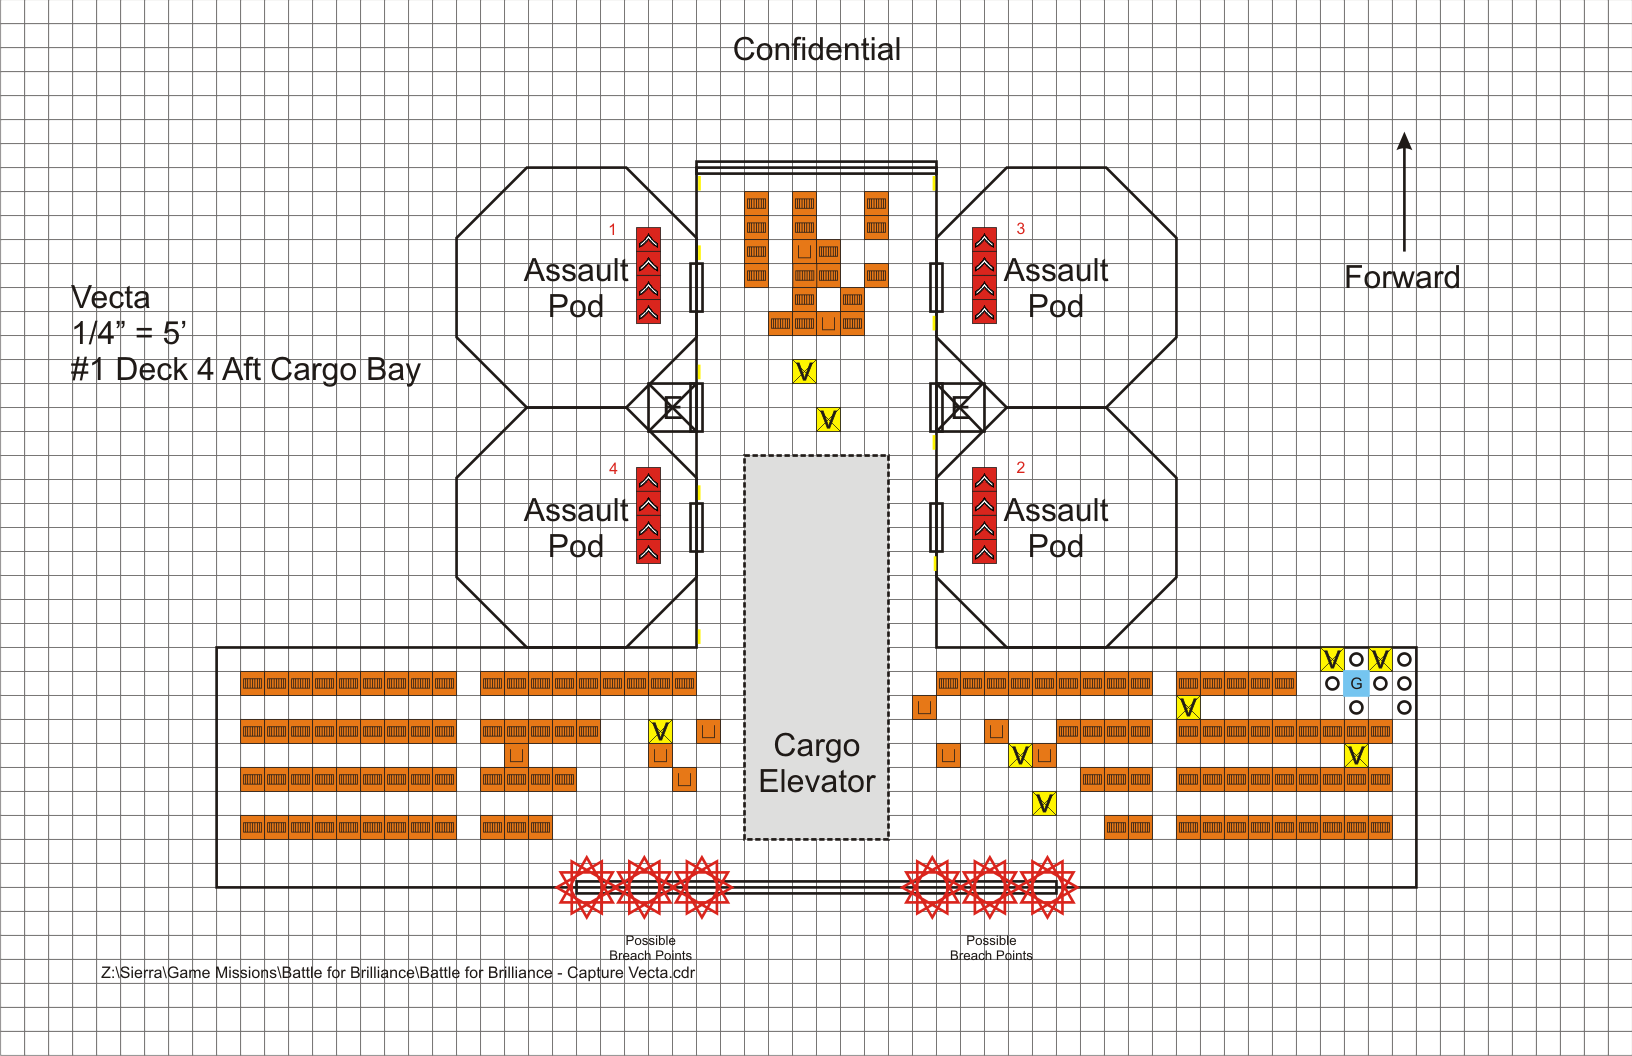 Confidential
Forward
Vecta
1/4” = 5’
#1 Deck 4 Aft Cargo Bay
1
Assault
Pod
3
Assault
Pod
V
V
E
E
4
Assault
Pod
2
Assault
Pod
Cargo
Elevator
V
V
G
V
V
V
V
V
Possible
Breach Points
Possible
Breach Points
Z:\Sierra\Game Missions\Battle for Brilliance\Battle for Brilliance - Capture Vecta.cdr